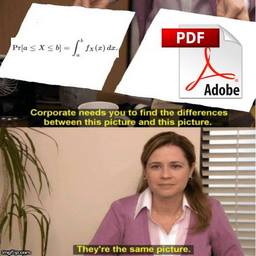 Pr[a ≤ X ≤ b] = ∫ₐᵇ f_X(x) dx.
PDF
Adobe
Corporate needs you to find the differences
between this picture and this picture.
They're the same picture.
imgflip.com